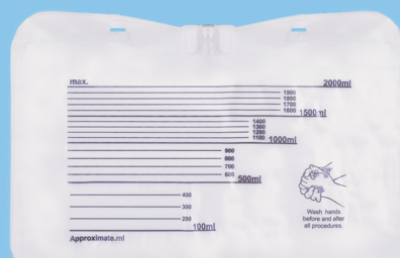 max. 2000ml
1900
1800
1700
1600
1500 ml
1400
1300
1200
1100
1000ml
900
800
700
600
500ml
400
300
200
100ml
Approximate.ml
Wash hands
before and after
all procedures.